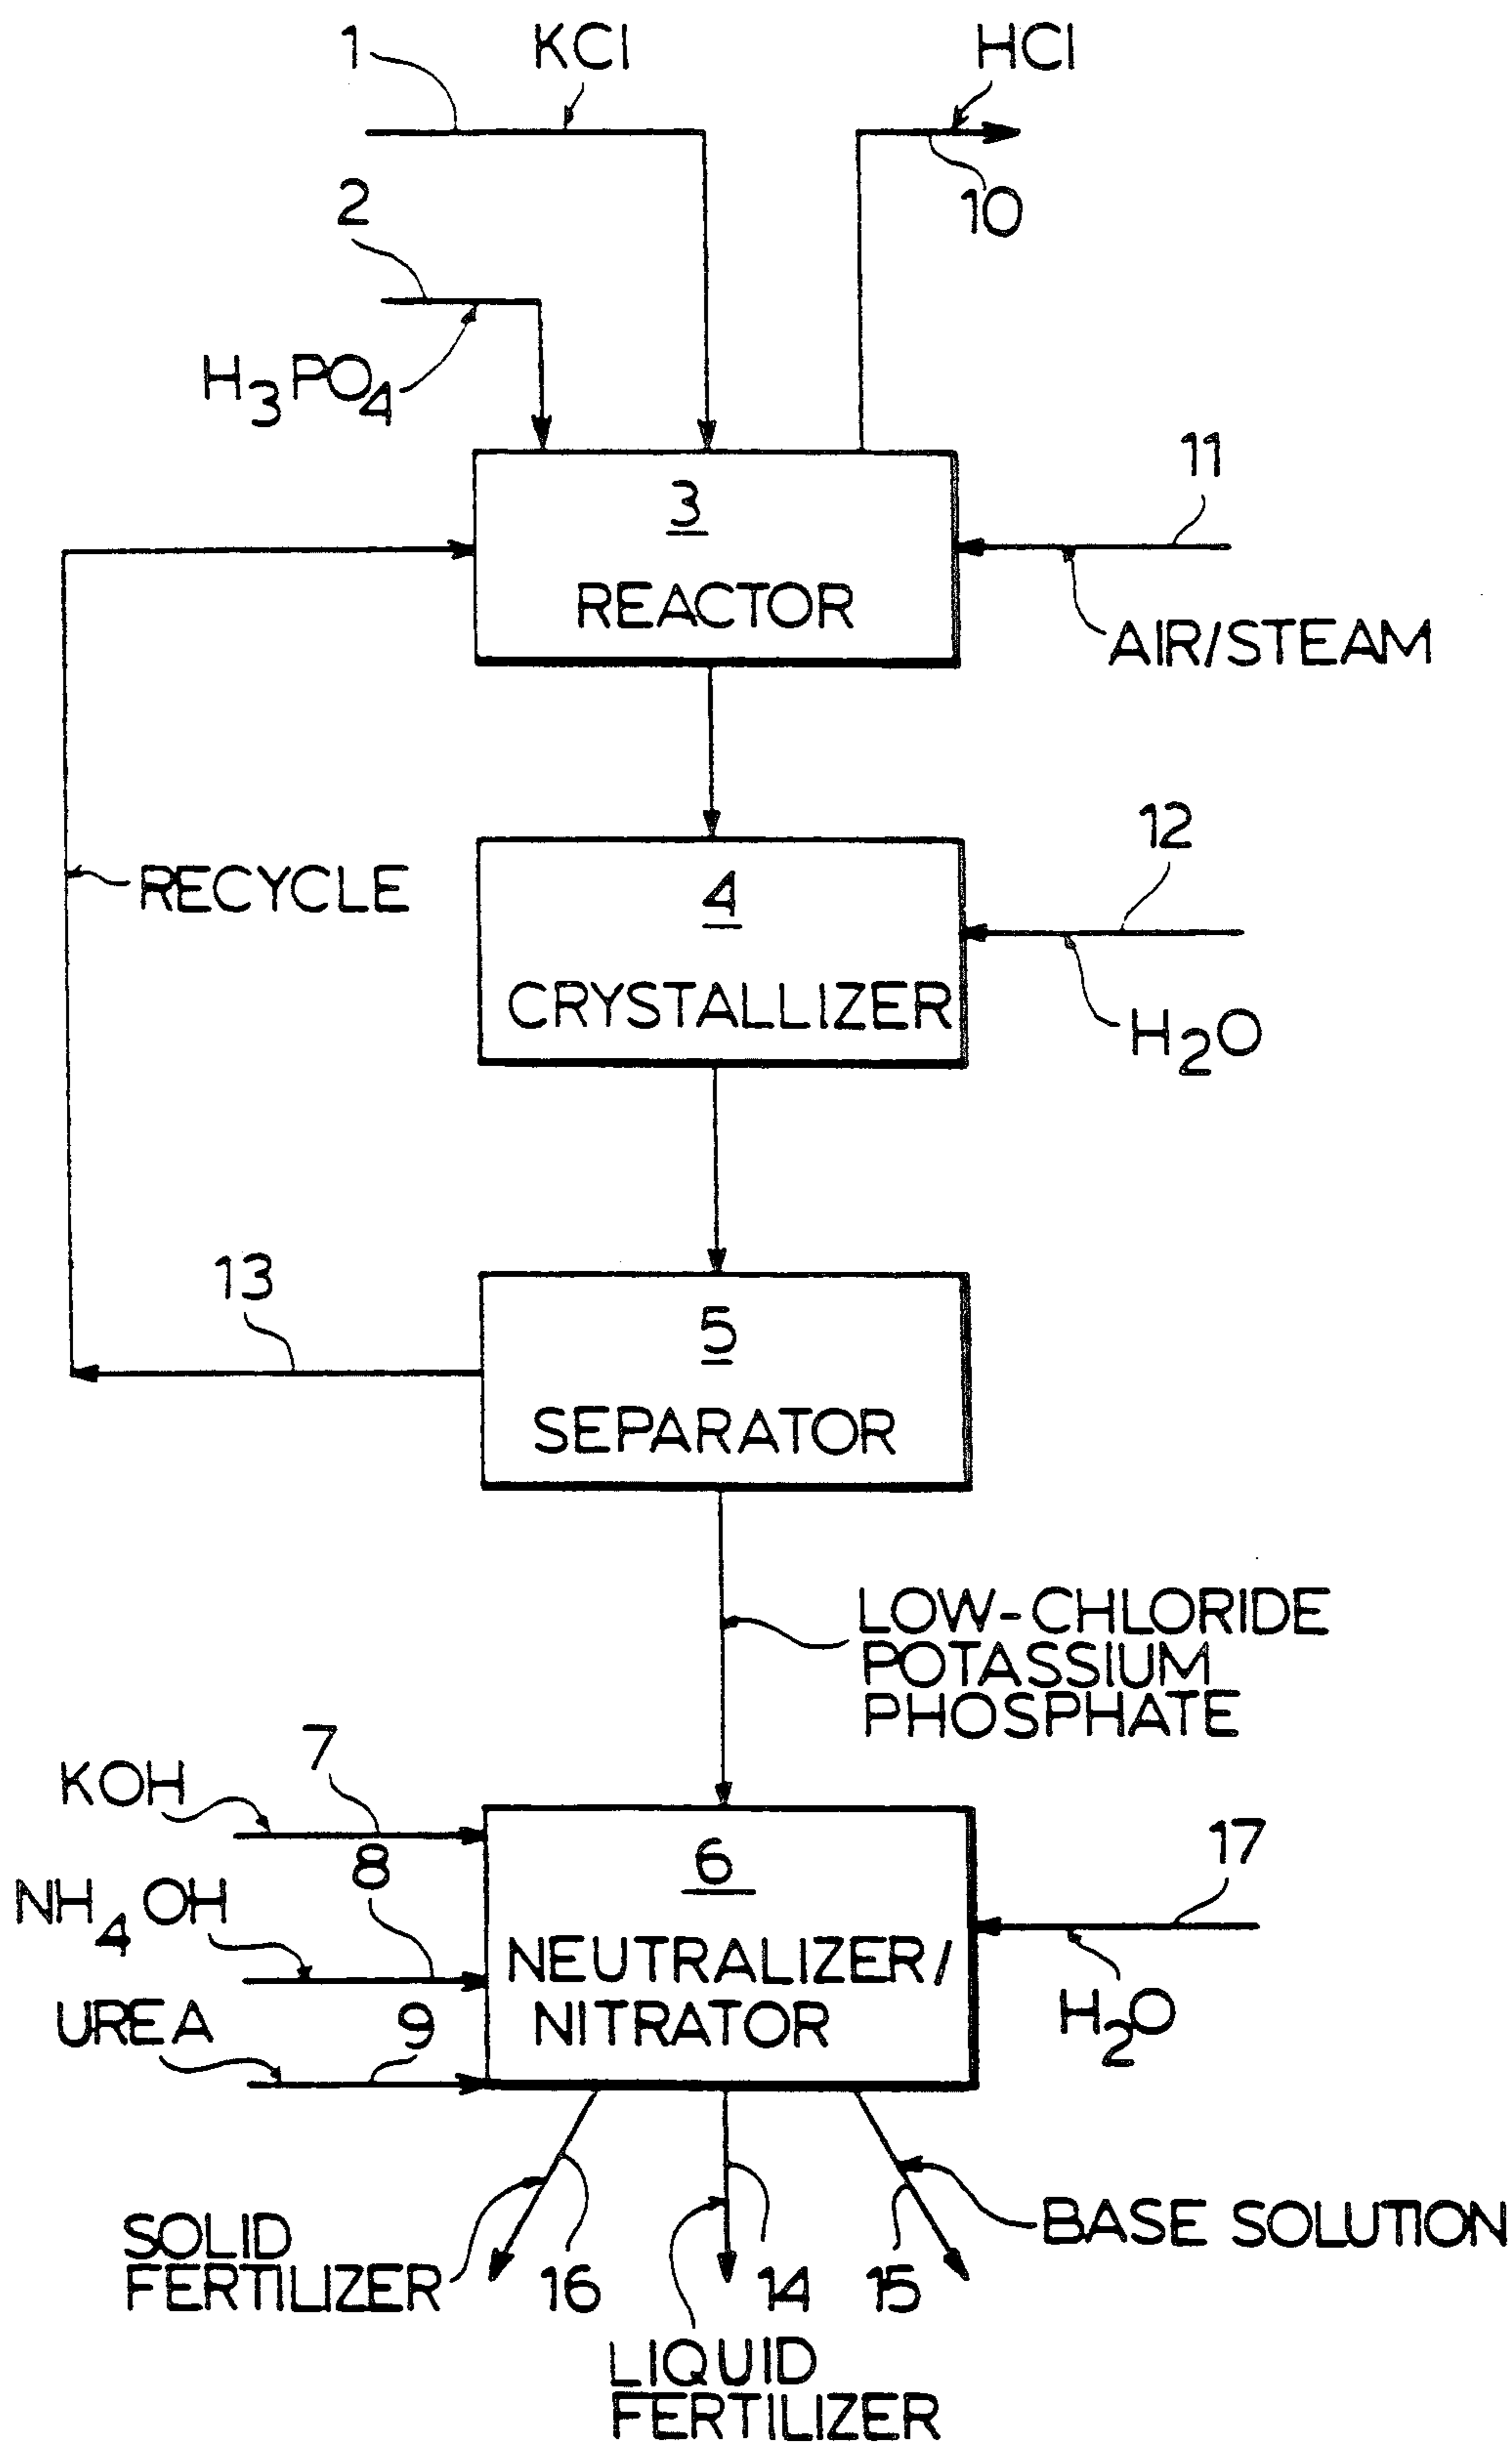 1
KCl
HCl
10
2
H3PO4
11
3
REACTOR
AIR/STEAM
12
RECYCLE
4
CRYSTALLIZER
H2O
13
5
SEPARATOR
LOW-CHLORIDE
POTASSIUM
PHOSPHATE
7
KOH
8
NH4OH
17
6
NEUTRALIZER/
NITRATOR
UREA
9
H2O
SOLID
FERTILIZER
16
14
15
BASE SOLUTION
LIQUID
FERTILIZER